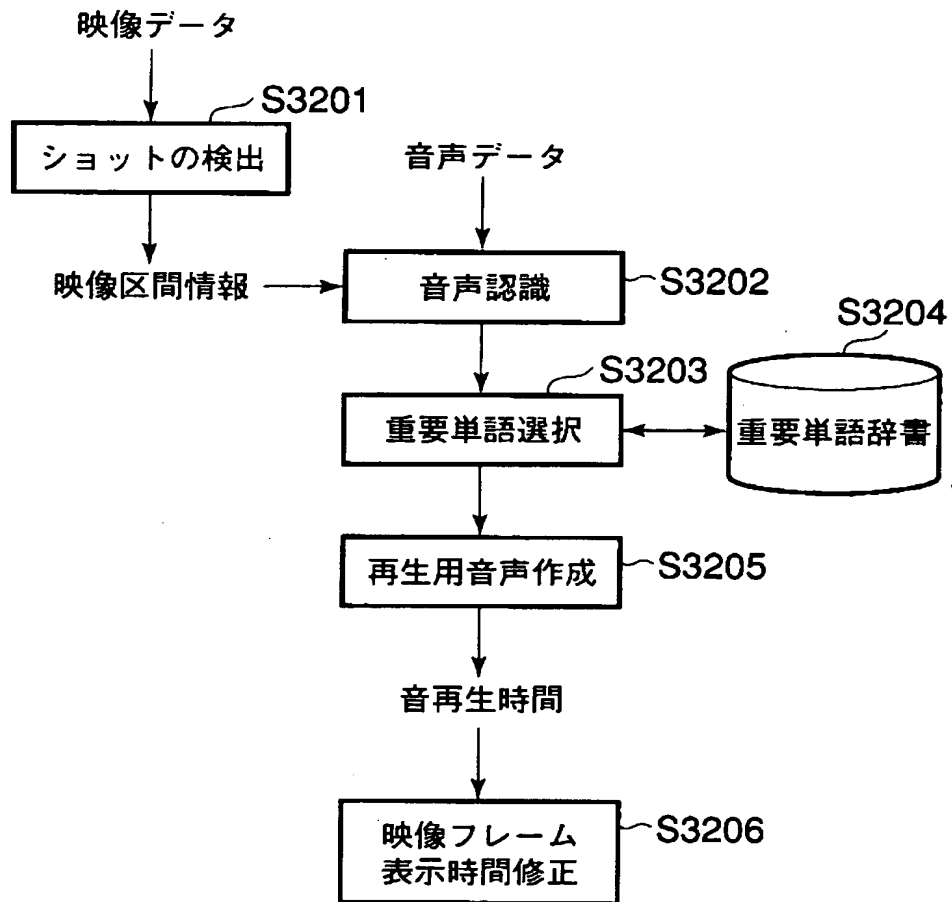 映像データ
S3201
ショットの検出
音声データ
映像区間情報
音声認識
S3202
S3204
S3203
重要単語選択
重要単語辞書
再生用音声作成
S3205
音再生時間
映像フレーム
表示時間修正
S3206